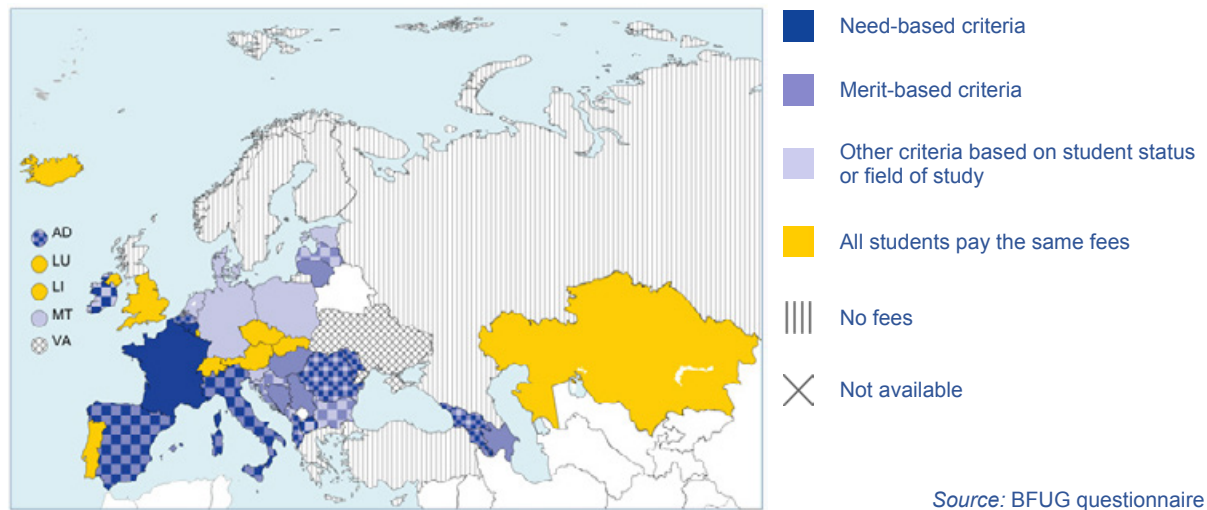 AD
LU
LI
MT
VA
Need-based criteria
Merit-based criteria
Other criteria based on student status
or field of study
All students pay the same fees
No fees
Not available
Source: BFUG questionnaire